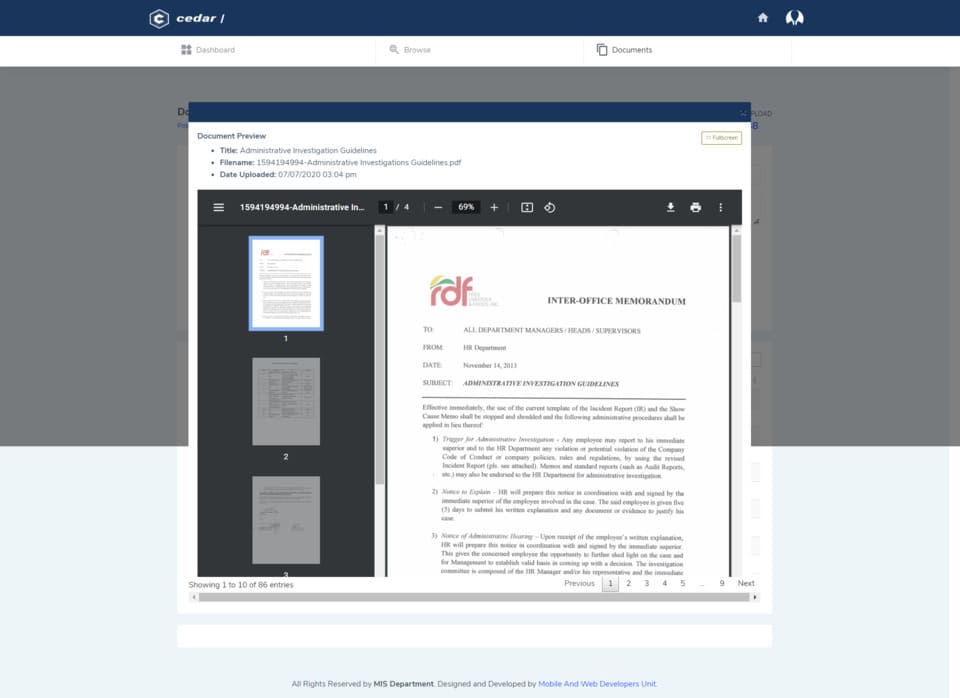 cedar /
Dashboard
Browse
Documents
PLOAD
Document Preview
Fullscreen
Title: Administrative Investigation Guidelines
Filename: 1594194994-Administrative Investigations Guidelines.pdf
Date Uploaded: 07/07/2020 03:04 pm
1594194994-Administrative In...
1 / 4
69%
1
2
3
rdf
INTER-OFFICE MEMORANDUM
TO: ALL DEPARTMENT MANAGERS / HEADS / SUPERVISORS
FROM: HR Department
DATE: November 14, 2013
SUBJECT: ADMINISTRATIVE INVESTIGATION GUIDELINES
Effective immediately, the use of the current template of the Incident Report (IR) and the Show
Cause Memo shall be stopped and shredded and the following administrative procedures shall be
applied in lieu thereof:
1) Trigger for Administrative Investigation – Any employee may report to his immediate
superior and to the HR Department any violation or potential violation of the Company
Code of Conduct or company policies, rules and regulations, by using the revised
Incident Report (pls. see attached). Memos and standard reports (such as Audit Reports,
etc.) may also be endorsed to the HR Department for administrative investigation.
2) Notice to Explain – HR will prepare this notice in coordination with and signed by the
immediate superior of the employee involved in the case. The said employee is given five
(5) days to submit his written explanation and any document or evidence to justify his
case.
3) Notice of Administrative Hearing – Upon receipt of the employee's written explanation,
HR will prepare this notice in coordination with and signed by the immediate superior.
This gives the concerned employee the opportunity to further shed light on the case and
for Management to establish valid basis in coming up with a decision. The investigation
committee is composed of the HR Manager and/or his representative and the immediate
Showing 1 to 10 of 86 entries
Previous 1 2 3 4 5 ... 9 Next
All Rights Reserved by MIS Department. Designed and Developed by Mobile And Web Developers Unit.